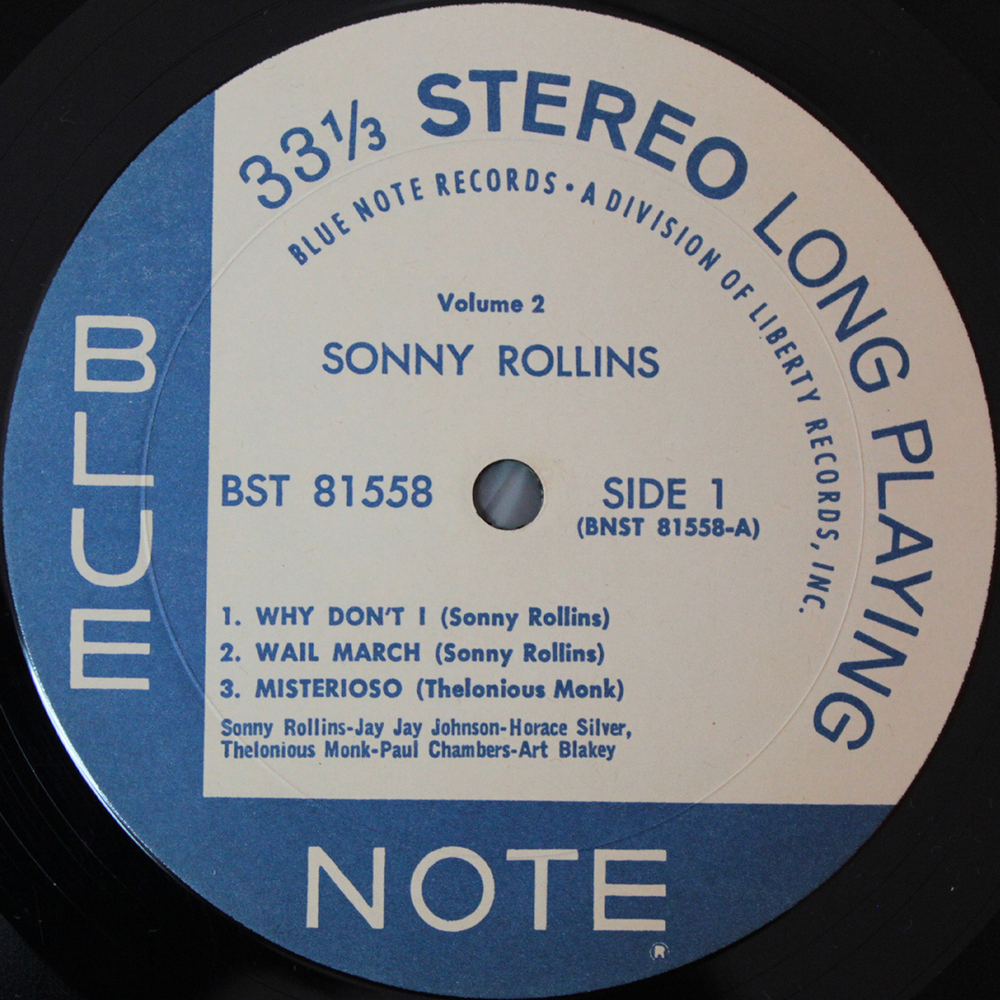 33⅓ STEREO LONG PLAYING
BLUE NOTE RECORDS • A DIVISION OF LIBERTY RECORDS, INC.
Volume 2
SONNY ROLLINS
BST 81558
SIDE 1
(BNST 81558-A)
1. WHY DON'T I (Sonny Rollins)
2. WAIL MARCH (Sonny Rollins)
3. MISTERIOSO (Thelonious Monk)
Sonny Rollins-Jay Jay Johnson-Horace Silver,
Thelonious Monk-Paul Chambers-Art Blakey
BLUE
NOTE
®